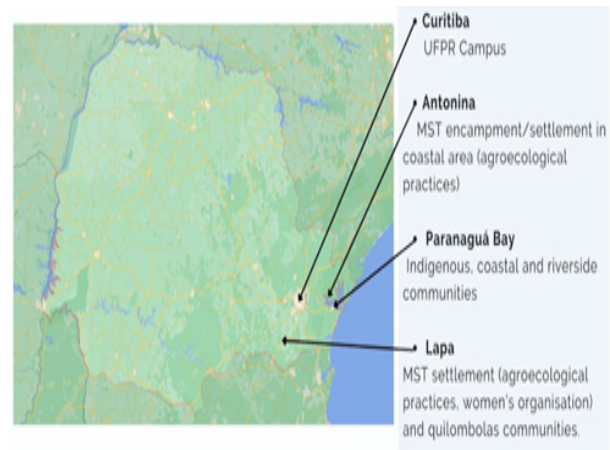 Curitiba
UFPR Campus
Antonina
MST encampment/settlement in
coastal area (agroecological
practices)
Paranaguá Bay
Indigenous, coastal and riverside
communities
Lapa
MST settlement (agroecological
practices, women's organisation)
and quilombolas communities.